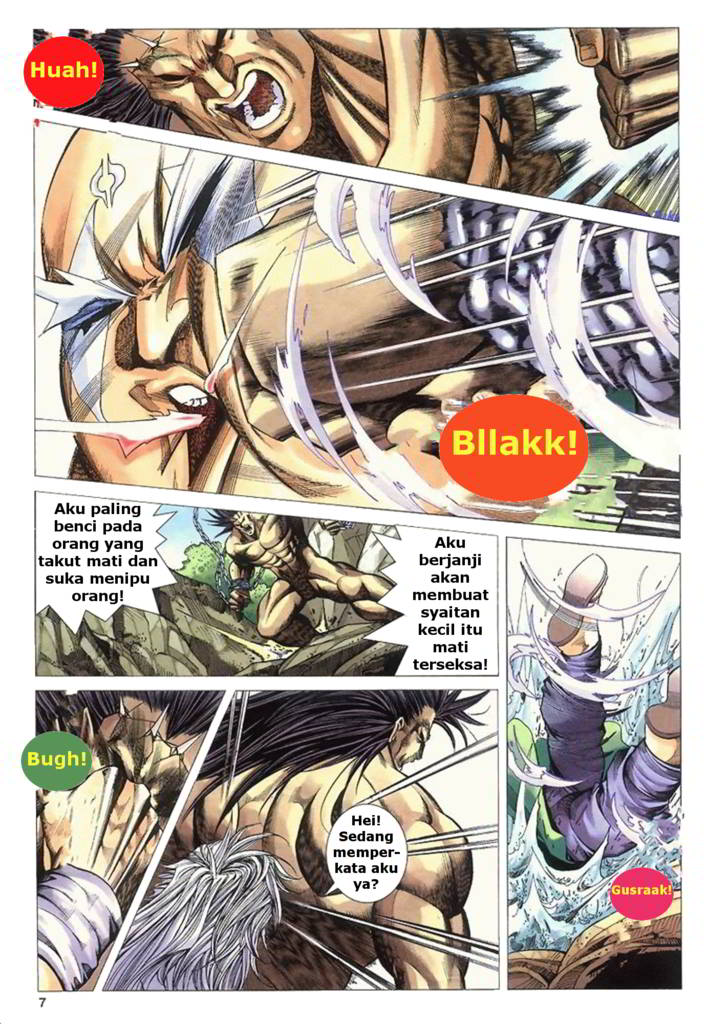 Huah!
Bllakk!
Aku paling
benci pada
orang yang
takut mati dan
suka menipu
orang!
Aku
berjanji
akan
membuat
syaitan
kecil itu
mati
terseksa!
Bugh!
Hei!
Sedang
memper-
kata aku
ya?
Gusraak!
7